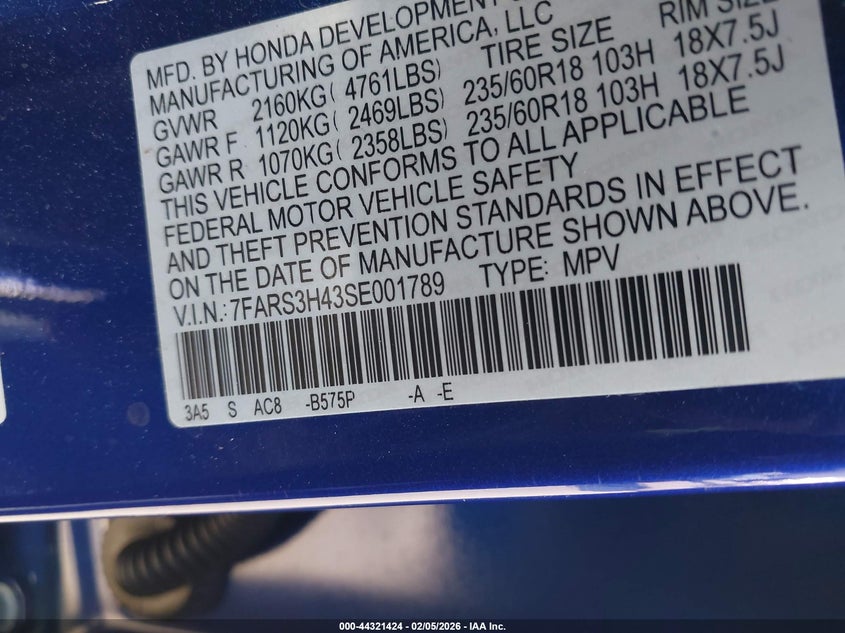 MFD. BY HONDA DEVELOPMENT
MANUFACTURING OF AMERICA, LLC
TIRE SIZE RIM SIZE
GVWR 2160KG( 4761LBS)
GAWR F 1120KG( 2469LBS) 235/60R18 103H 18X7.5J
GAWR R 1070KG( 2358LBS) 235/60R18 103H 18X7.5J
THIS VEHICLE CONFORMS TO ALL APPLICABLE
FEDERAL MOTOR VEHICLE SAFETY
AND THEFT PREVENTION STANDARDS IN EFFECT
ON THE DATE OF MANUFACTURE SHOWN ABOVE.
V.I.N.:7FARS3H43SE001789 TYPE: MPV
3A5 S AC8 -B575P -A -E
000-44321424 - 02/05/2026 - IAA Inc.